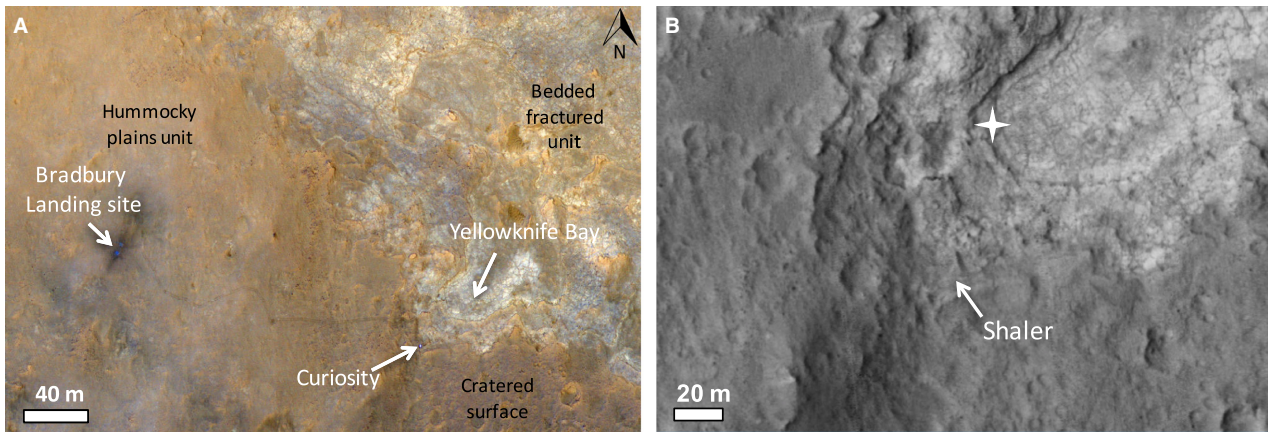 A
N
Hummocky
plains unit
Bedded
fractured
unit
Bradbury
Landing site
Yellowknife Bay
Curiosity
Cratered
surface
40 m
B
Shaler
20 m